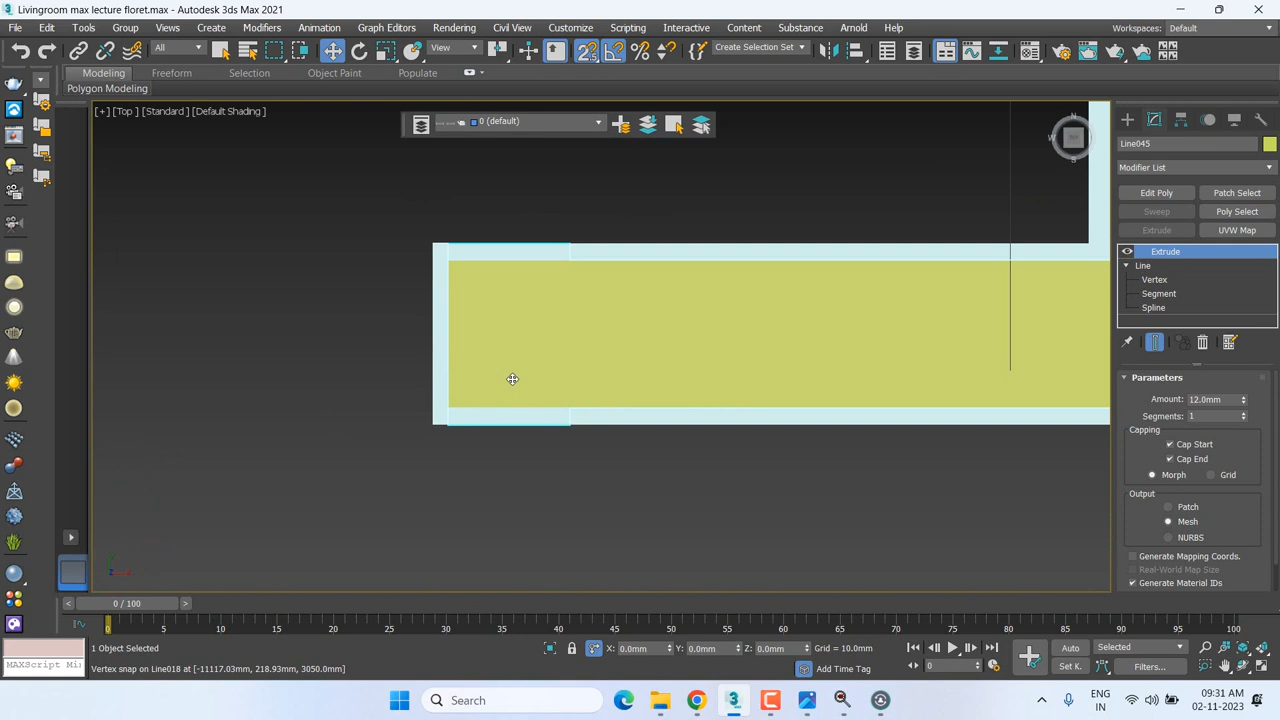 Livingroom max lecture floret.max - Autodesk 3ds Max 2021
File Edit Tools Group Views Create Modifiers Animation Graph Editors Rendering Civil View Customize Scripting Interactive Content Substance Arnold Help Workspaces: Default
All View Create Selection Set
Modeling Freeform Selection Object Paint Populate
Polygon Modeling
[+] [Top ] [Standard ] [Default Shading ]
0 (default)
N
W
S
Line045
Modifier List
Edit Poly Patch Select
Sweep Poly Select
Extrude UVW Map
Extrude
Line
Vertex
Segment
Spline
Parameters
Amount: 12.0mm
Segments: 1
Capping
Cap Start
Cap End
Morph Grid
Output
Patch
Mesh
NURBS
Generate Mapping Coords.
Real-World Map Size
Generate Material IDs
< 0 / 100 >
0 5 10 15 20 25 30 35 40 45 50 55 60 65 70 75 80 85 90 95 100
1 Object Selected X: 0.0mm Y: 0.0mm Z: 0.0mm Grid = 10.0mm Auto Selected
MAXScript Mi Vertex snap on Line018 at [-11117.03mm, 218.93mm, 3050.0mm] Add Time Tag 0 Set K. Filters...
Search
ENG
IN
09:31 AM
02-11-2023